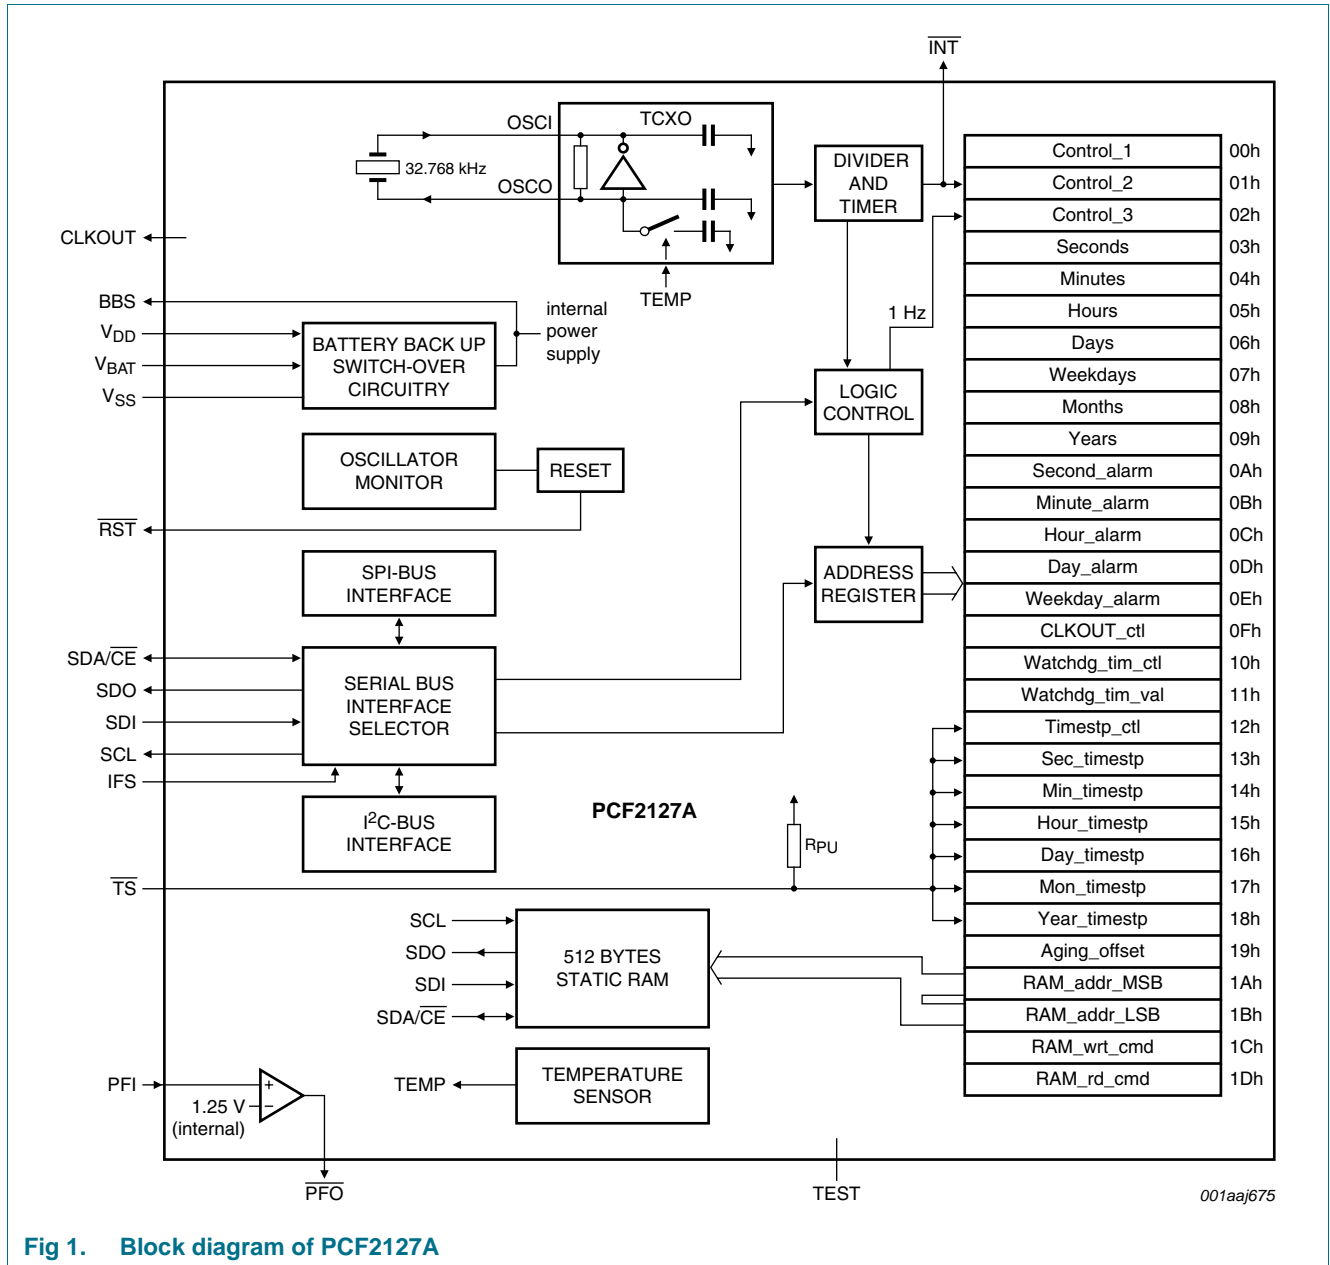 INT
OSCI
TCXO
32.768 kHz
OSCO
TEMP
DIVIDER
AND
TIMER
CLKOUT
BBS
VDD
VBAT
VSS
BATTERY BACK UP
SWITCH-OVER
CIRCUITRY
internal
power
supply
1 Hz
LOGIC
CONTROL
OSCILLATOR
MONITOR
RESET
RST
SPI-BUS
INTERFACE
ADDRESS
REGISTER
SDA/CE
SDO
SDI
SCL
IFS
SERIAL BUS
INTERFACE
SELECTOR
I²C-BUS
INTERFACE
PCF2127A
RPU
TS
SCL
SDO
SDI
SDA/CE
512 BYTES
STATIC RAM
TEMP
TEMPERATURE
SENSOR
PFI
+
−
1.25 V
(internal)
PFO
TEST
Control_1 00h
Control_2 01h
Control_3 02h
Seconds 03h
Minutes 04h
Hours 05h
Days 06h
Weekdays 07h
Months 08h
Years 09h
Second_alarm 0Ah
Minute_alarm 0Bh
Hour_alarm 0Ch
Day_alarm 0Dh
Weekday_alarm 0Eh
CLKOUT_ctl 0Fh
Watchdg_tim_ctl 10h
Watchdg_tim_val 11h
Timestp_ctl 12h
Sec_timestp 13h
Min_timestp 14h
Hour_timestp 15h
Day_timestp 16h
Mon_timestp 17h
Year_timestp 18h
Aging_offset 19h
RAM_addr_MSB 1Ah
RAM_addr_LSB 1Bh
RAM_wrt_cmd 1Ch
RAM_rd_cmd 1Dh
001aaj675
Fig 1. Block diagram of PCF2127A